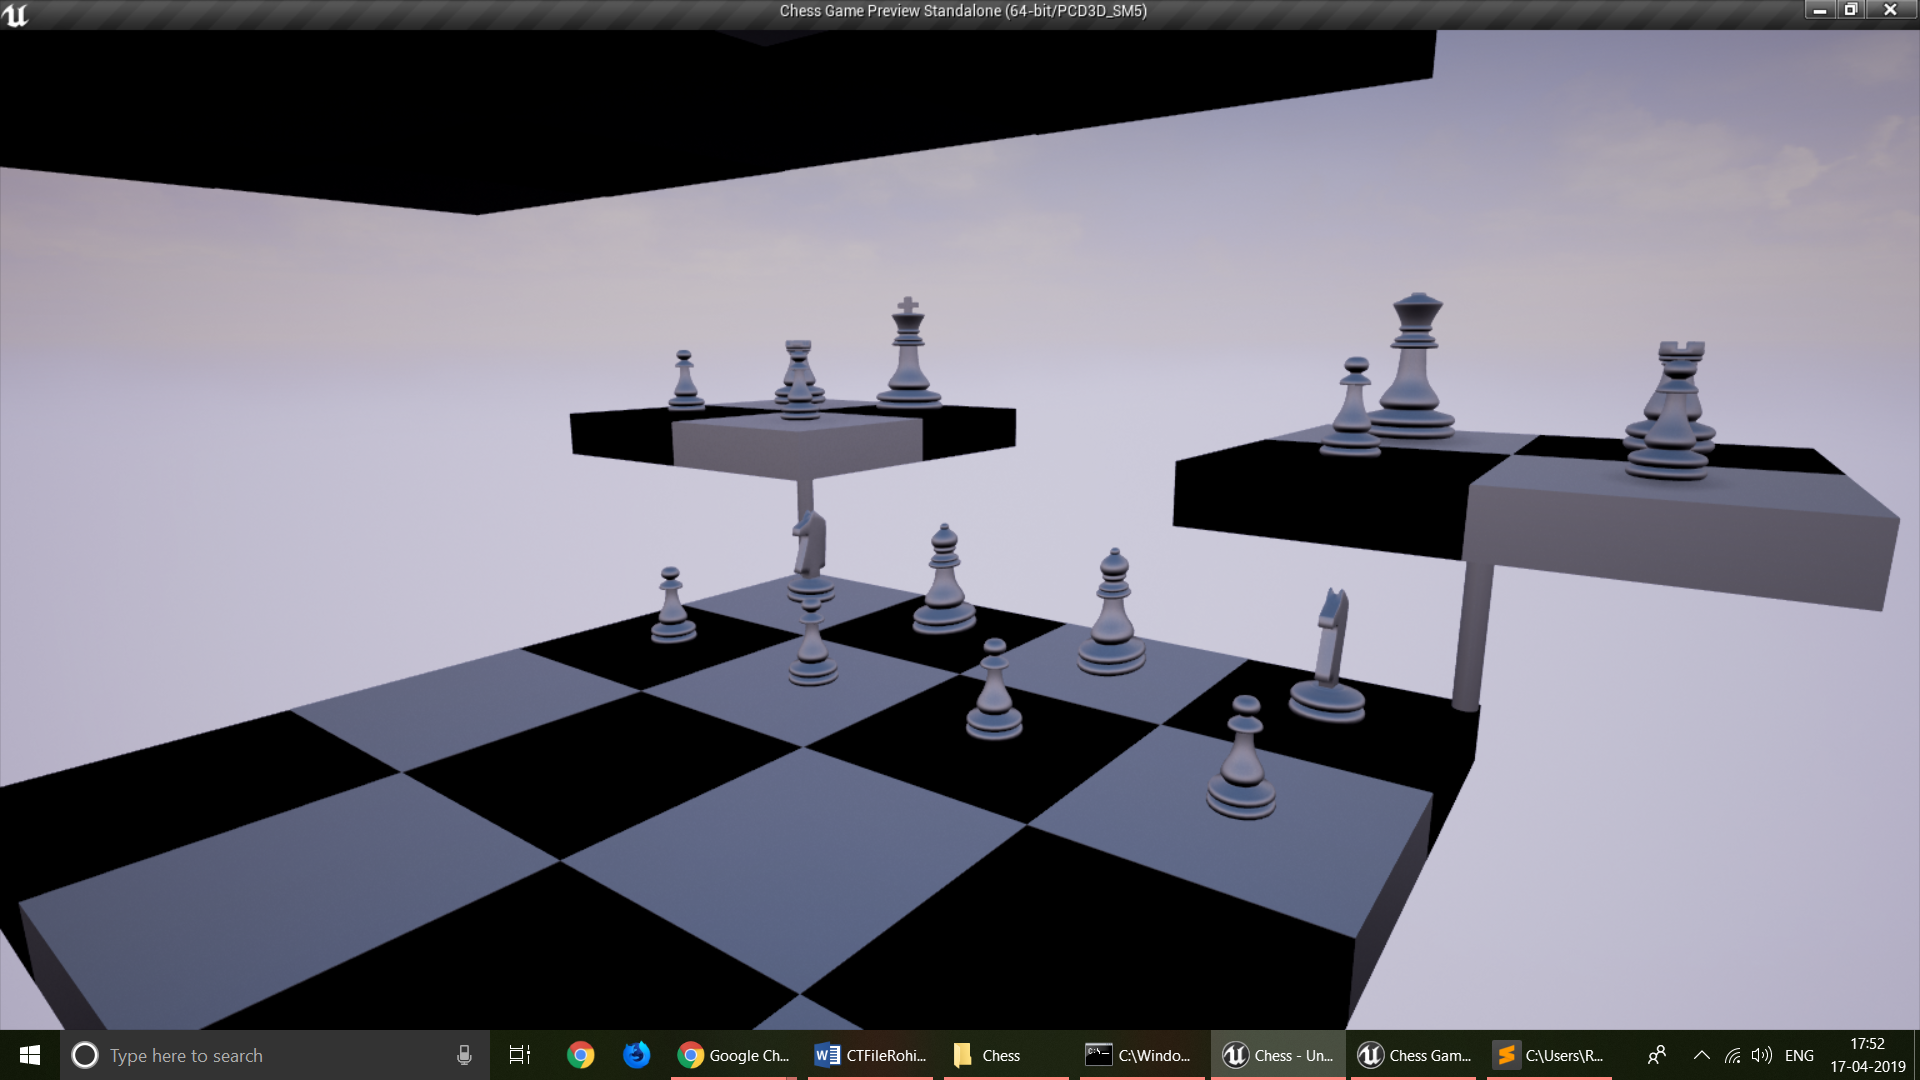 Chess Game Preview Standalone (64-bit/PCD3D_SM5)
Type here to search
Google Ch...
CTFileRohi...
Chess
C:\Windo...
Chess - Un...
Chess Gam...
C:\Users\R...
ENG
17:52
17-04-2019